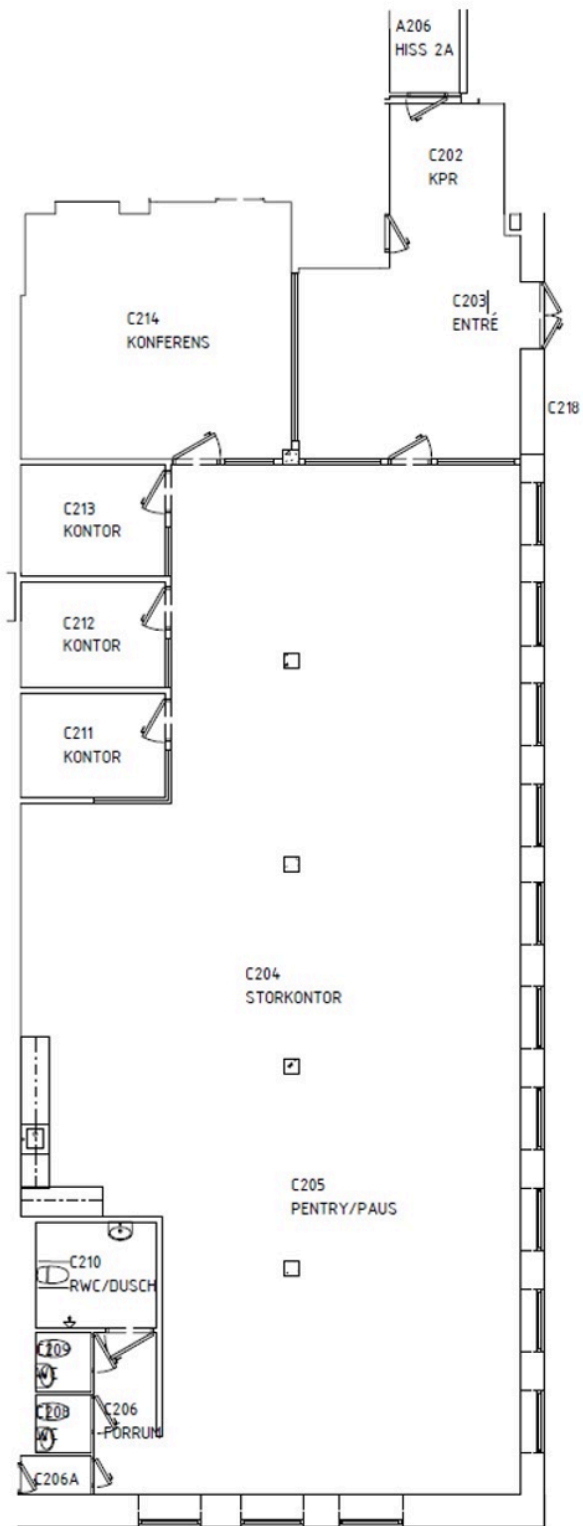 A206
HISS 2A
C202
KPR
C203
ENTRÉ
C214
KONFERENS
C218
C213
KONTOR
C212
KONTOR
C211
KONTOR
C204
STORKONTOR
C205
PENTRY/PAUS
C210
RWC/DUSCH
C209
WC
C208
WC
C206
FÖRRUM
C206A